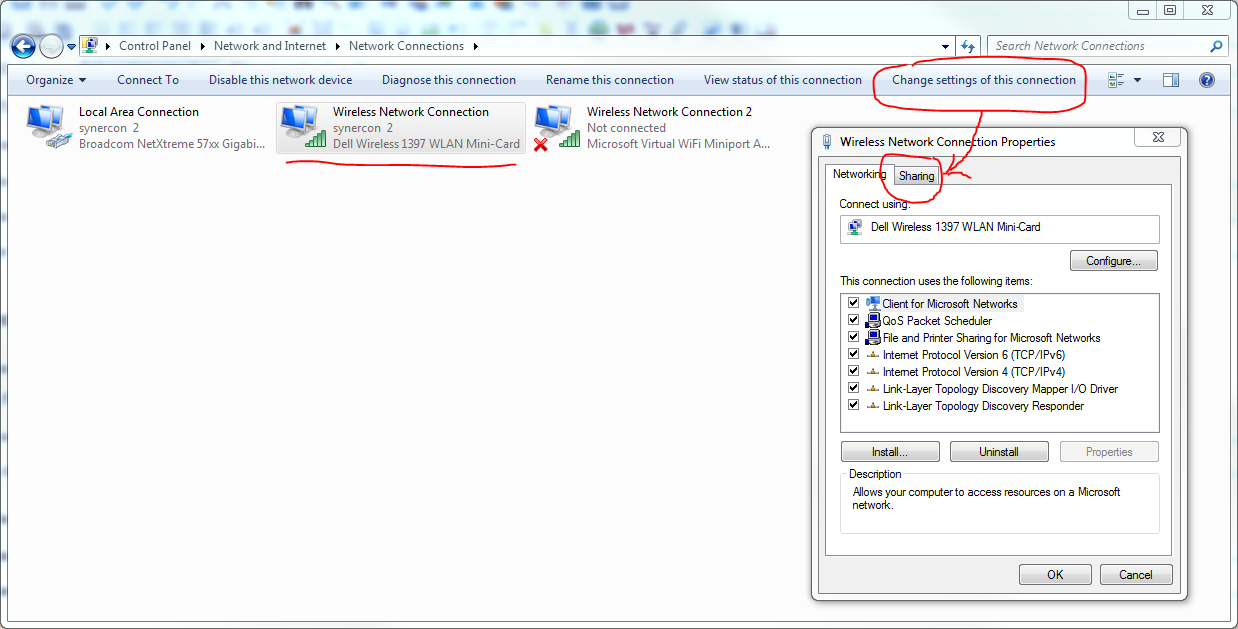 Control Panel Network and Internet Network Connections
Search Network Connections
Organize Connect To Disable this network device Diagnose this connection Rename this connection View status of this connection Change settings of this connection
Local Area Connection
synercon 2
Broadcom NetXtreme 57xx Gigabi...
Wireless Network Connection
synercon 2
Dell Wireless 1397 WLAN Mini-Card
Wireless Network Connection 2
Not connected
Microsoft Virtual WiFi Miniport A...
Wireless Network Connection Properties
Networking Sharing
Connect using:
Dell Wireless 1397 WLAN Mini-Card
Configure...
This connection uses the following items:
Client for Microsoft Networks
QoS Packet Scheduler
File and Printer Sharing for Microsoft Networks
Internet Protocol Version 6 (TCP/IPv6)
Internet Protocol Version 4 (TCP/IPv4)
Link-Layer Topology Discovery Mapper I/O Driver
Link-Layer Topology Discovery Responder
Install... Uninstall Properties
Description
Allows your computer to access resources on a Microsoft
network.
OK Cancel